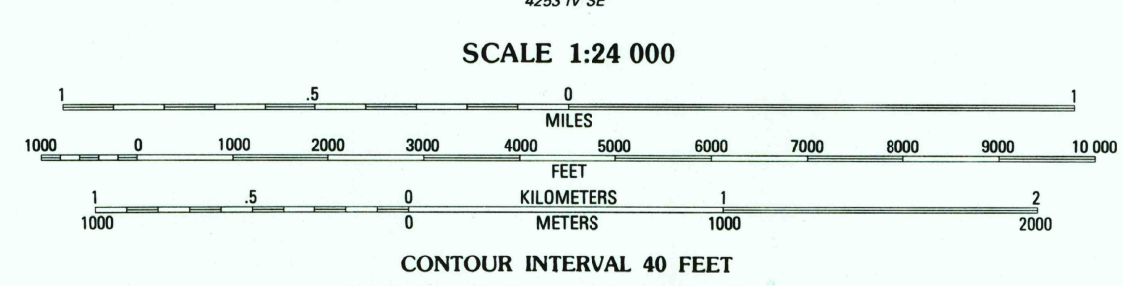 4253 IV SE
SCALE 1:24 000
1 .5 0 1
MILES
1000 0 1000 2000 3000 4000 5000 6000 7000 8000 9000 10 000
FEET
1 .5 0 KILOMETERS 1 2
1000 0 METERS 1000 2000
CONTOUR INTERVAL 40 FEET